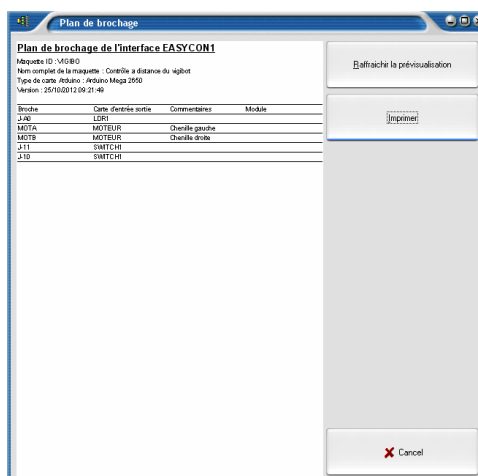 Plan de brochage
Plan de brochage de l'interface EASYCON1
Maquette ID : VIGIBO
Nom complet de la maquette : Contrôle a distance du vigibot
Type de carte Arduino : Arduino Mega 2560
Version : 25/10/2012 09:21:49
Broche Carte d'entrée sortie Commentaires Module
J-A0 LDR1
MOTA MOTEUR Chenille gauche
MOTB MOTEUR Chenille droite
J-11 SWITCH1
J-10 SWITCH1
Raffraichir la prévisualisation
Imprimer
Cancel